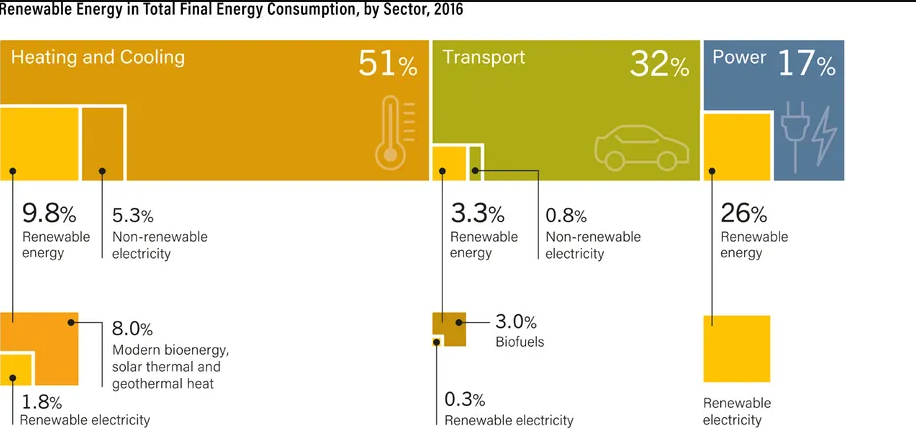 Renewable Energy in Total Final Energy Consumption, by Sector, 2016
Heating and Cooling 51%
Transport 32%
Power 17%
9.8%
Renewable
energy
5.3%
Non-renewable
electricity
3.3%
Renewable
energy
0.8%
Non-renewable
electricity
26%
Renewable
energy
8.0%
Modern bioenergy,
solar thermal and
geothermal heat
1.8%
Renewable electricity
3.0%
Biofuels
0.3%
Renewable electricity
Renewable
electricity